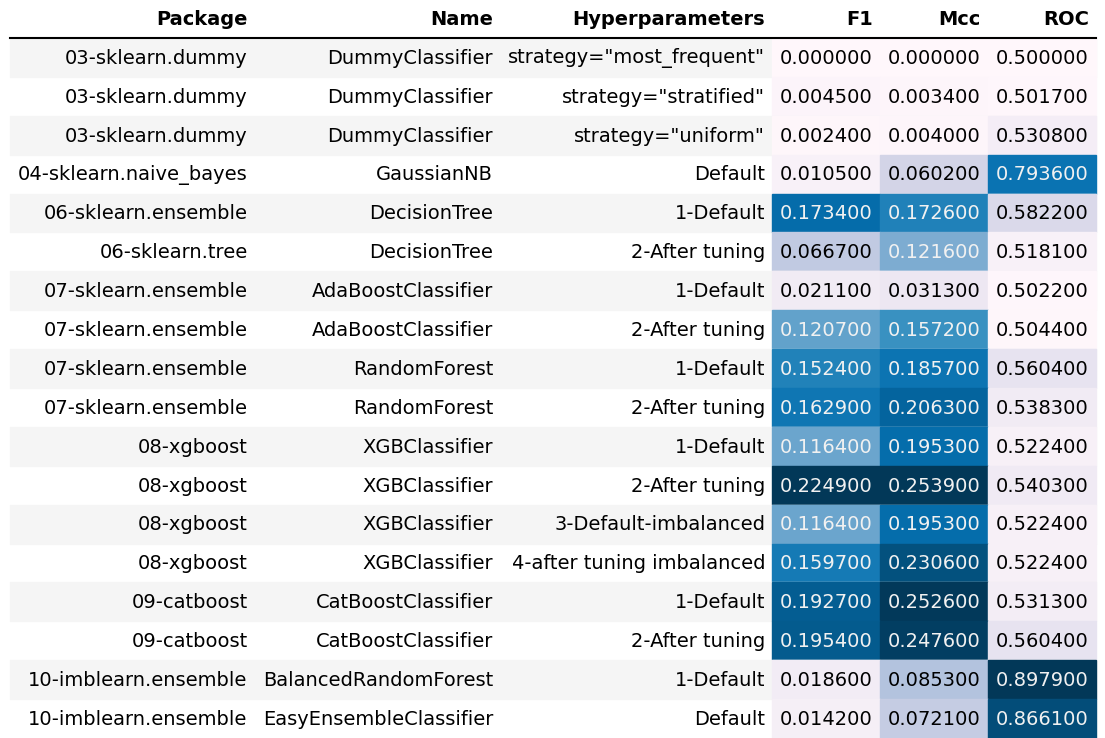 Package Name Hyperparameters F1 Mcc ROC
03-sklearn.dummy DummyClassifier strategy="most_frequent" 0.000000 0.000000 0.500000
03-sklearn.dummy DummyClassifier strategy="stratified" 0.004500 0.003400 0.501700
03-sklearn.dummy DummyClassifier strategy="uniform" 0.002400 0.004000 0.530800
04-sklearn.naive_bayes GaussianNB Default 0.010500 0.060200 0.793600
06-sklearn.ensemble DecisionTree 1-Default 0.173400 0.172600 0.582200
06-sklearn.tree DecisionTree 2-After tuning 0.066700 0.121600 0.518100
07-sklearn.ensemble AdaBoostClassifier 1-Default 0.021100 0.031300 0.502200
07-sklearn.ensemble AdaBoostClassifier 2-After tuning 0.120700 0.157200 0.504400
07-sklearn.ensemble RandomForest 1-Default 0.152400 0.185700 0.560400
07-sklearn.ensemble RandomForest 2-After tuning 0.162900 0.206300 0.538300
08-xgboost XGBClassifier 1-Default 0.116400 0.195300 0.522400
08-xgboost XGBClassifier 2-After tuning 0.224900 0.253900 0.540300
08-xgboost XGBClassifier 3-Default-imbalanced 0.116400 0.195300 0.522400
08-xgboost XGBClassifier 4-after tuning imbalanced 0.159700 0.230600 0.522400
09-catboost CatBoostClassifier 1-Default 0.192700 0.252600 0.531300
09-catboost CatBoostClassifier 2-After tuning 0.195400 0.247600 0.560400
10-imblearn.ensemble BalancedRandomForest 1-Default 0.018600 0.085300 0.897900
10-imblearn.ensemble EasyEnsembleClassifier Default 0.014200 0.072100 0.866100